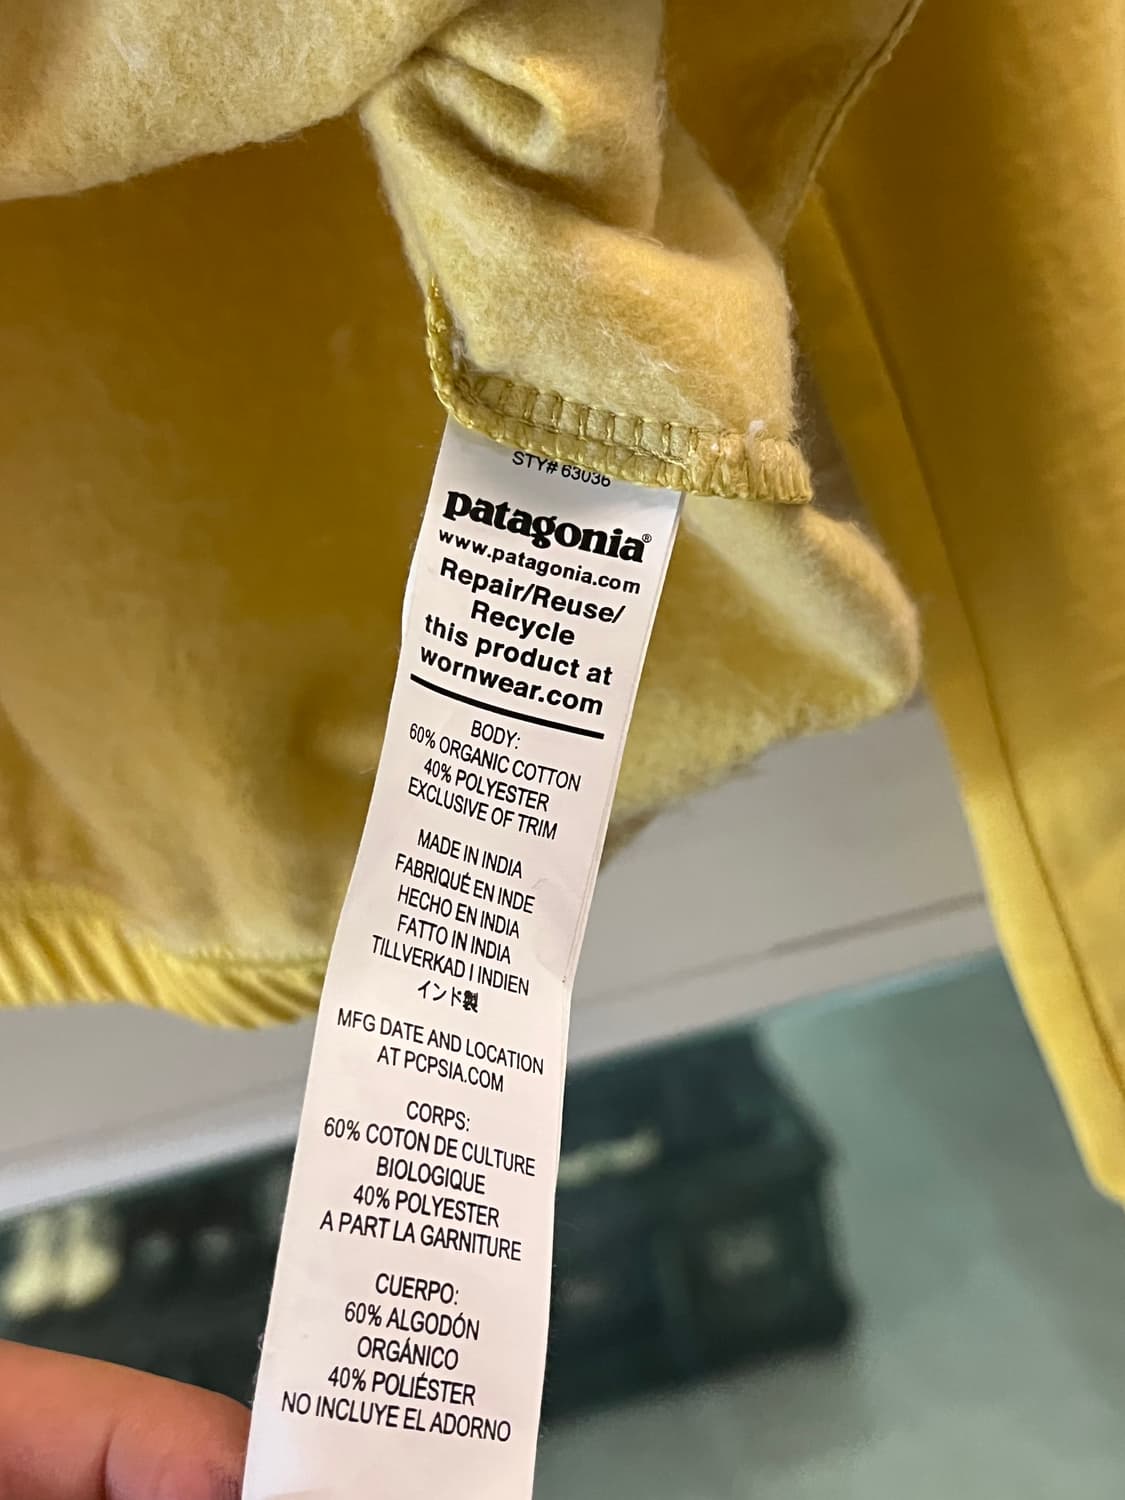 STY# 63036
patagonia®
www.patagonia.com
Repair/Reuse/
Recycle
this product at
wornwear.com
BODY:
60% ORGANIC COTTON
40% POLYESTER
EXCLUSIVE OF TRIM
MADE IN INDIA
FABRIQUÉ EN INDE
HECHO EN INDIA
FATTO IN INDIA
TILLVERKAD I INDIEN
インド製
MFG DATE AND LOCATION
AT PCPSIA.COM
CORPS:
60% COTON DE CULTURE
BIOLOGIQUE
40% POLYESTER
A PART LA GARNITURE
CUERPO:
60% ALGODÓN
ORGÁNICO
40% POLIÉSTER
NO INCLUYE EL ADORNO